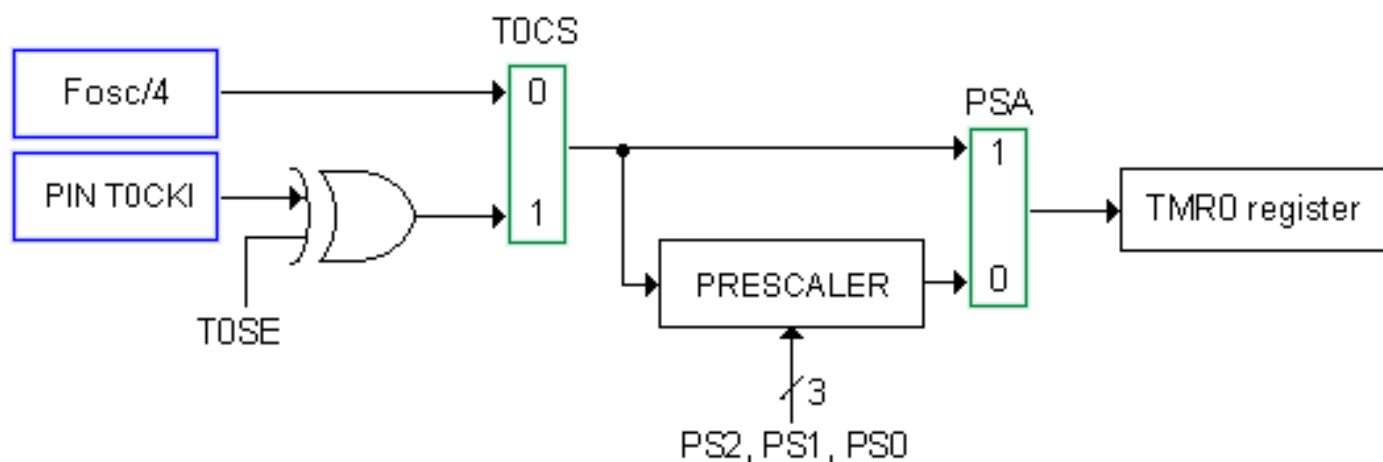 T0CS
Fosc/4
0
PSA
1
PIN T0CKI
1
TMR0 register
0
PRESCALER
T0SE
3
PS2, PS1, PS0